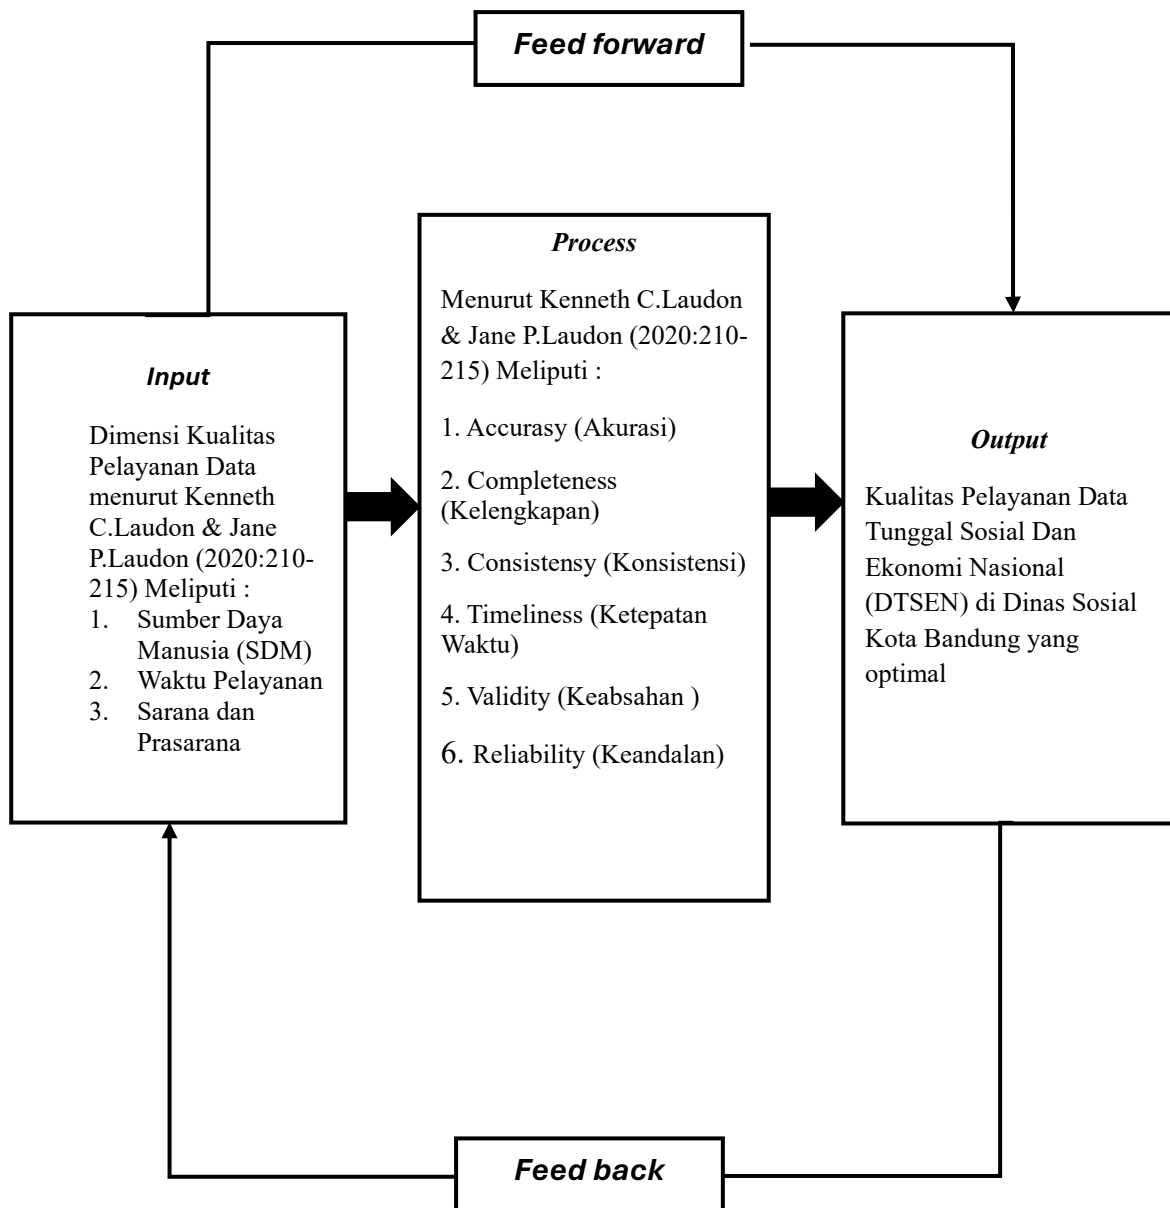 Feed forward
Input
Dimensi Kualitas
Pelayanan Data
menurut Kenneth
C.Laudon & Jane
P.Laudon (2020:210-
215) Meliputi :
1. Sumber Daya
Manusia (SDM)
2. Waktu Pelayanan
3. Sarana dan
Prasarana
Process
Menurut Kenneth C.Laudon
& Jane P.Laudon (2020:210-
215) Meliputi :
1. Accurasy (Akurasi)
2. Completeness
(Kelengkapan)
3. Consistensy (Konsistensi)
4. Timeliness (Ketepatan
Waktu)
5. Validity (Keabsahan )
6. Reliability (Keandalan)
Output
Kualitas Pelayanan Data
Tunggal Sosial Dan
Ekonomi Nasional
(DTSEN) di Dinas Sosial
Kota Bandung yang
optimal
Feed back